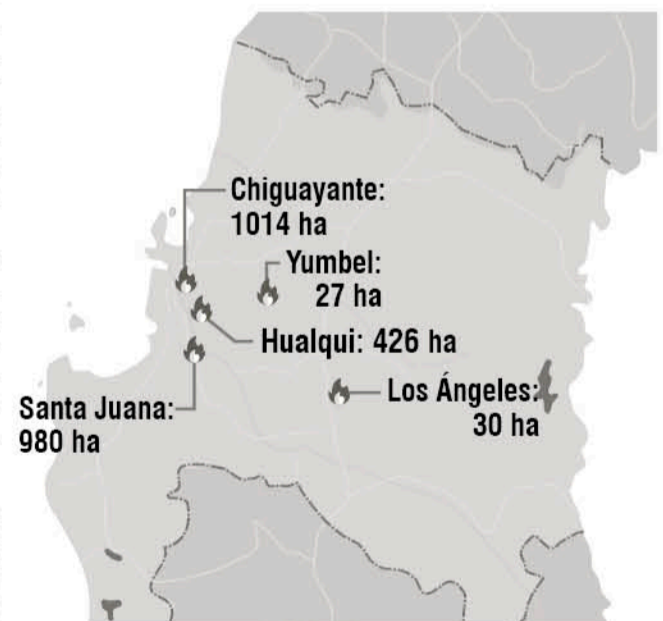 Chiguayante:
1014 ha
Yumbel:
27 ha
Hualqui: 426 ha
Los Ángeles:
30 ha
Santa Juana:
980 ha